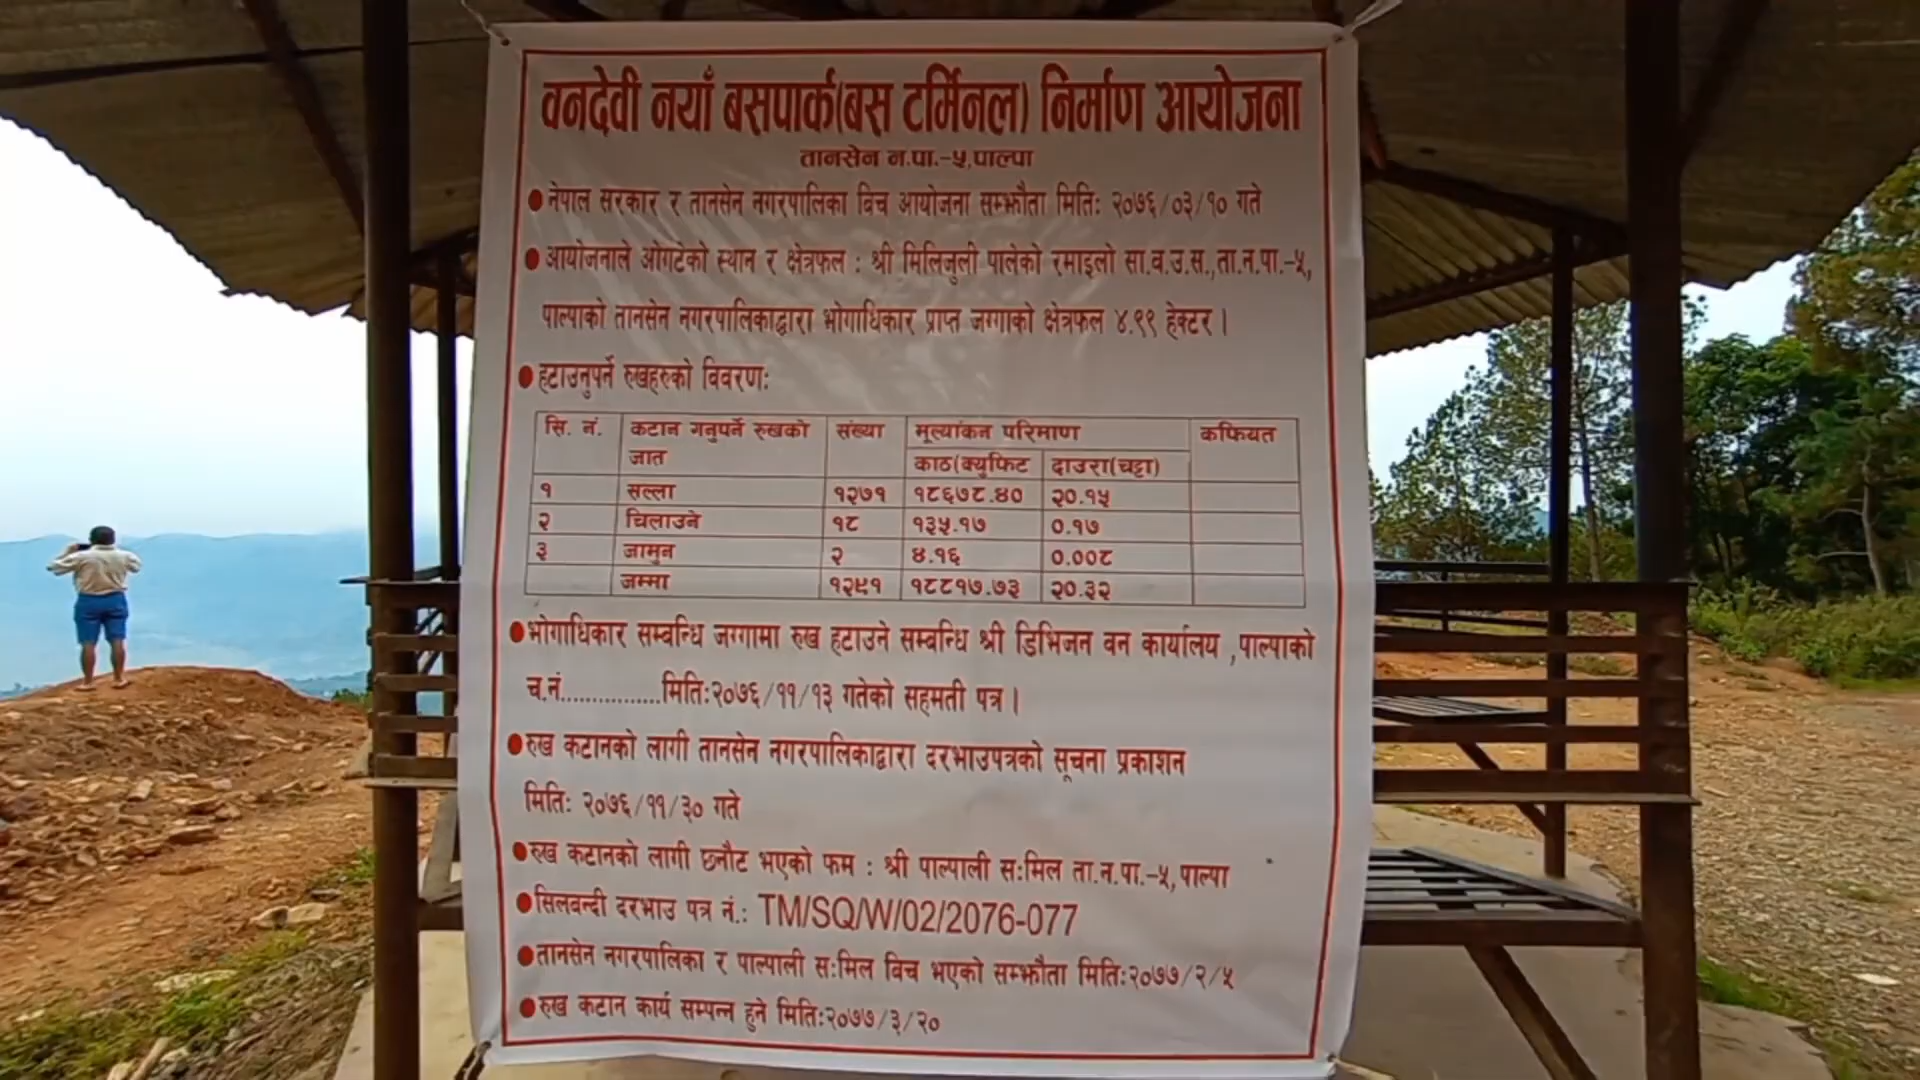 वनदेवी नयाँ बसपार्क(बस टर्मिनल) निर्माण आयोजना
तानसेन न.पा.-५,पाल्पा
●नेपाल सरकार र तानसेन नगरपालिका विच आयोजना सम्झौता मितिः २०७६/०३/१० गते
●आयोजनाले ओगटेको स्थान र क्षेत्रफल : श्री मिलिजुली पालेको रमाइलो सा.व.उ.स.,ता.न.पा.-५,
पाल्पाको तानसेन नगरपालिकाद्वारा भोगाधिकार प्राप्त जग्गाको क्षेत्रफल ४.९९ हेक्टर ।
●हटाउनुपर्ने रुखहरुको विवरणः
सि. नं. कटान गनुपर्ने रुखको संख्या मूल्यांकन परिमाण कफियत
जात काठ(क्युफिट दाउरा(चट्टा)
१ सल्ला १२७१ १८६७८.४० २०.१५
२ चिलाउने १८ १३५.१७ ०.१७
३ जामुन २ ४.१६ ०.००८
जम्मा १२९१ १८८१७.७३ २०.३२
●भोगाधिकार सम्बन्धि जग्गामा रुख हटाउने सम्बन्धि श्री डिभिजन वन कार्यालय ,पाल्पाको
च.नं...............मितिः२०७६/११/१३ गतेको सहमती पत्र ।
●रुख कटानको लागी तानसेन नगरपालिकाद्वारा दरभाउपत्रको सूचना प्रकाशन
मितिः २०७६/११/३० गते
●रुख कटानको लागी छनौट भएको फम : श्री पाल्पाली सःमिल ता.न.पा.-५,पाल्पा
●सिलवन्दी दरभाउ पत्र नं.: TM/SQ/W/02/2076-077
●तानसेन नगरपालिका र पाल्पाली सःमिल विच भएको सम्झौता मितिः२०७७/२/५
●रुख कटान कार्य सम्पन्न हुने मितिः२०७७/३/२०